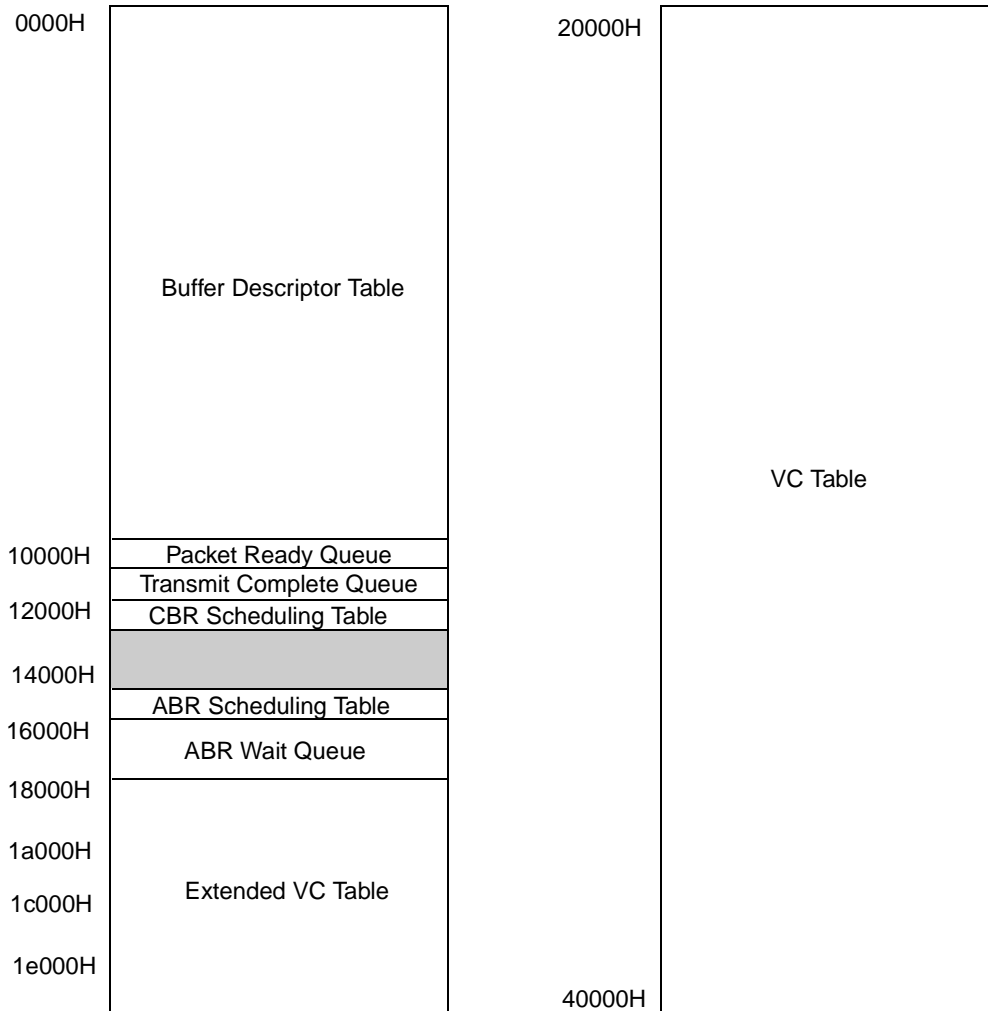 0000H
Buffer Descriptor Table
10000H
Packet Ready Queue
Transmit Complete Queue
12000H
CBR Scheduling Table
14000H
ABR Scheduling Table
16000H
ABR Wait Queue
18000H
1a000H
Extended VC Table
1c000H
1e000H
20000H
VC Table
40000H